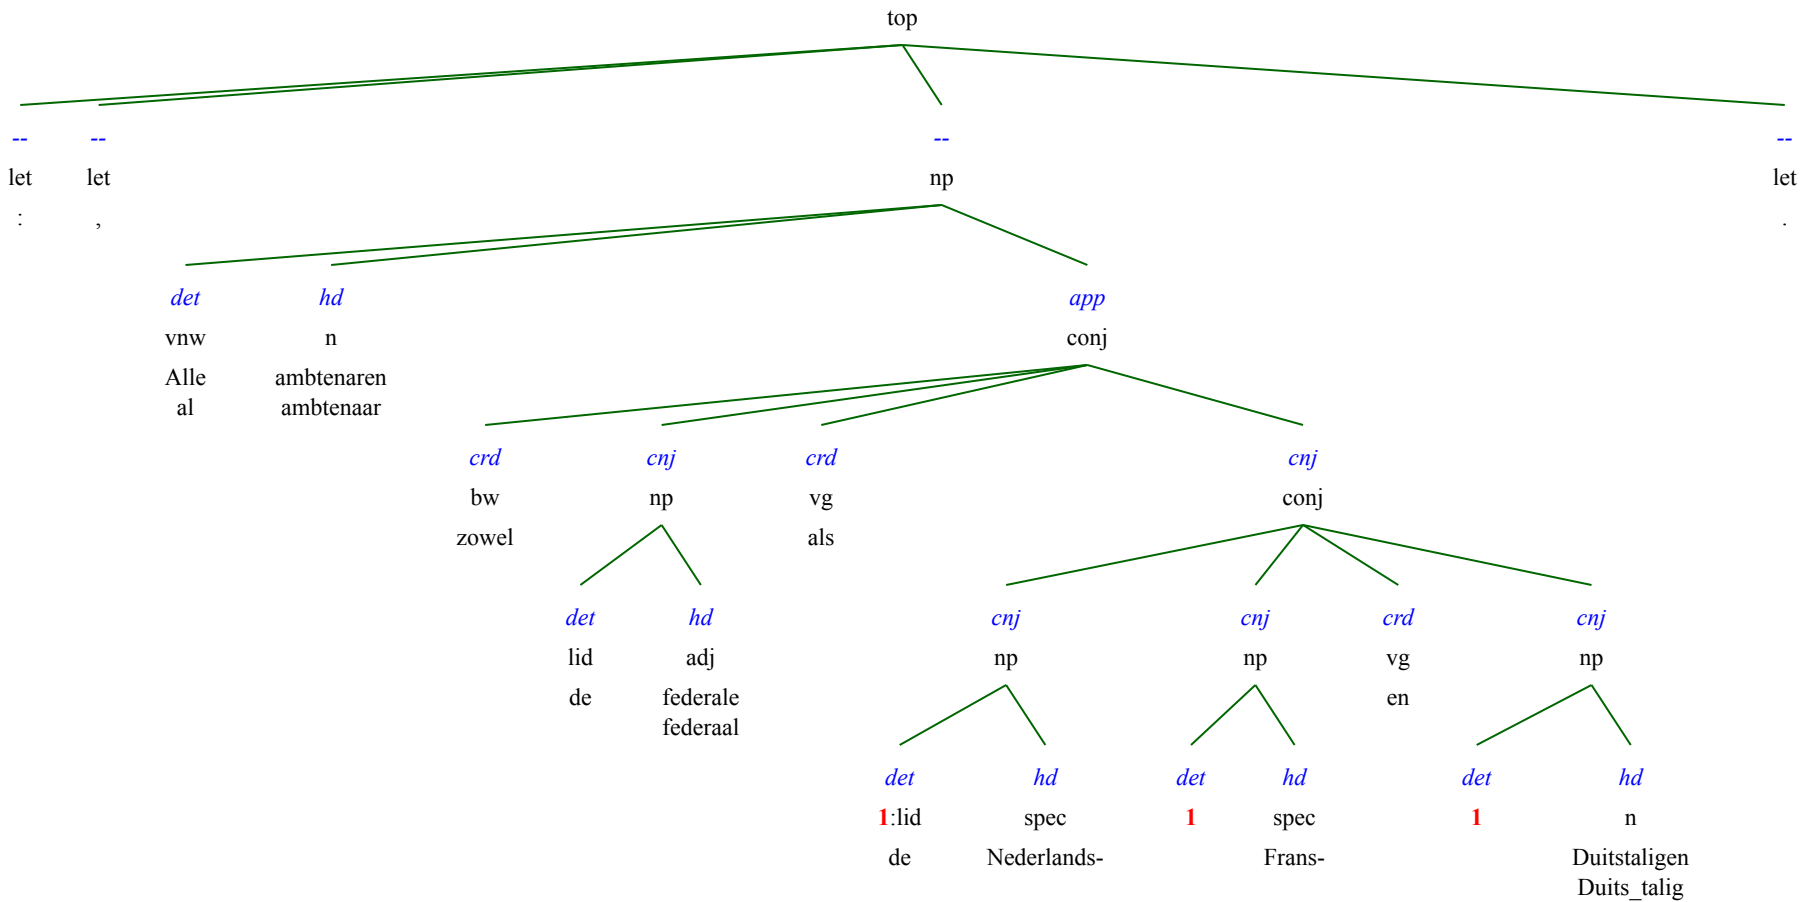 top
-- -- -- --
let let np let
: , .
det hd app
vnw n conj
Alle ambtenaren
al ambtenaar
crd cnj crd cnj
bw np vg conj
zowel als
det hd cnj cnj crd cnj
lid adj np np vg np
de federale en
federaal
det hd det hd det hd
1:lid spec 1 spec 1 n
de Nederlands- Frans- Duitstaligen
Duits_talig